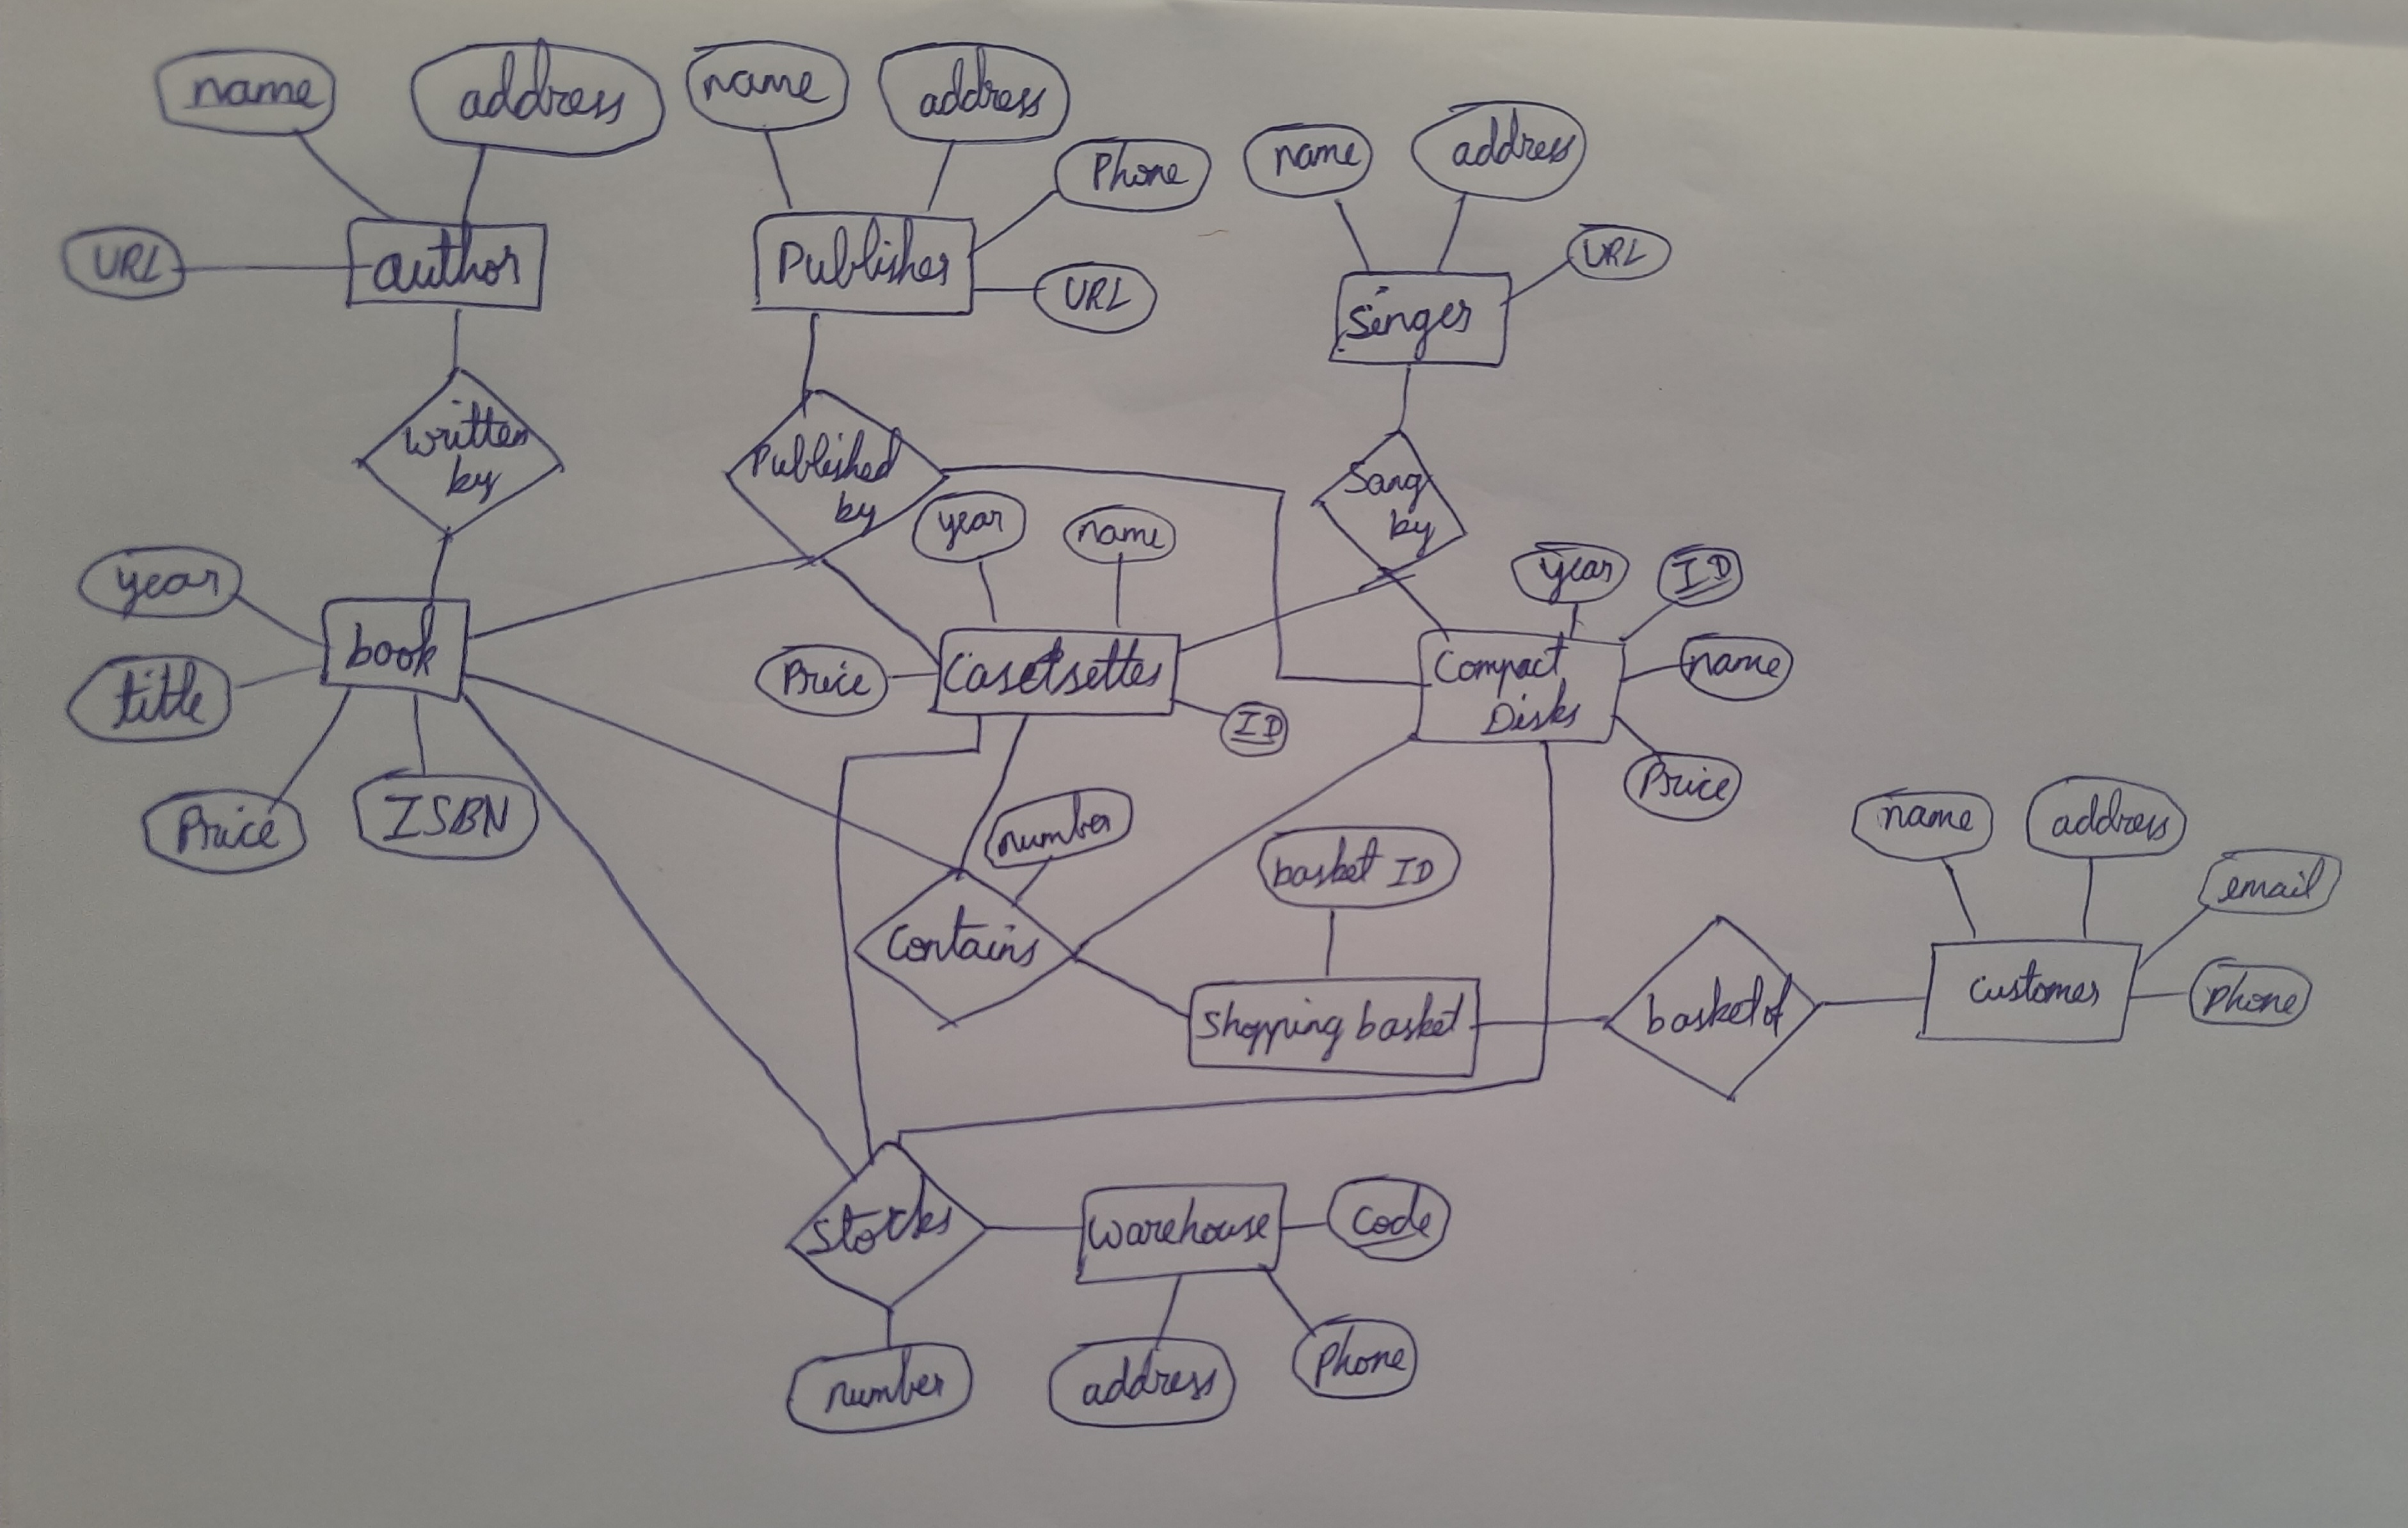 name
address
name
address
Phone
name
address
URL
author
Publisher
URL
Singer
URL
written
by
Published
by
year
name
Sang
by
year
ID
year
book
title
Price
Casetsettes
ID
Compact
Disks
name
Price
Price
ISBN
number
basket ID
name
address
email
Contains
Shopping basket
basket of
customer
phone
Stocks
Warehouse
Code
number
address
phone